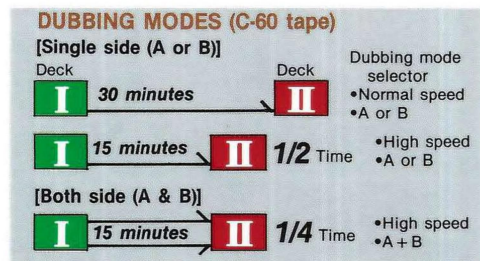 DUBBING MODES (C-60 tape)
[Single side (A or B)]
Deck Deck
I 30 minutes II
Dubbing mode
selector
•Normal speed
•A or B
I 15 minutes II 1/2 Time
•High speed
•A or B
[Both side (A & B)]
I 15 minutes II 1/4 Time
•High speed
•A+B